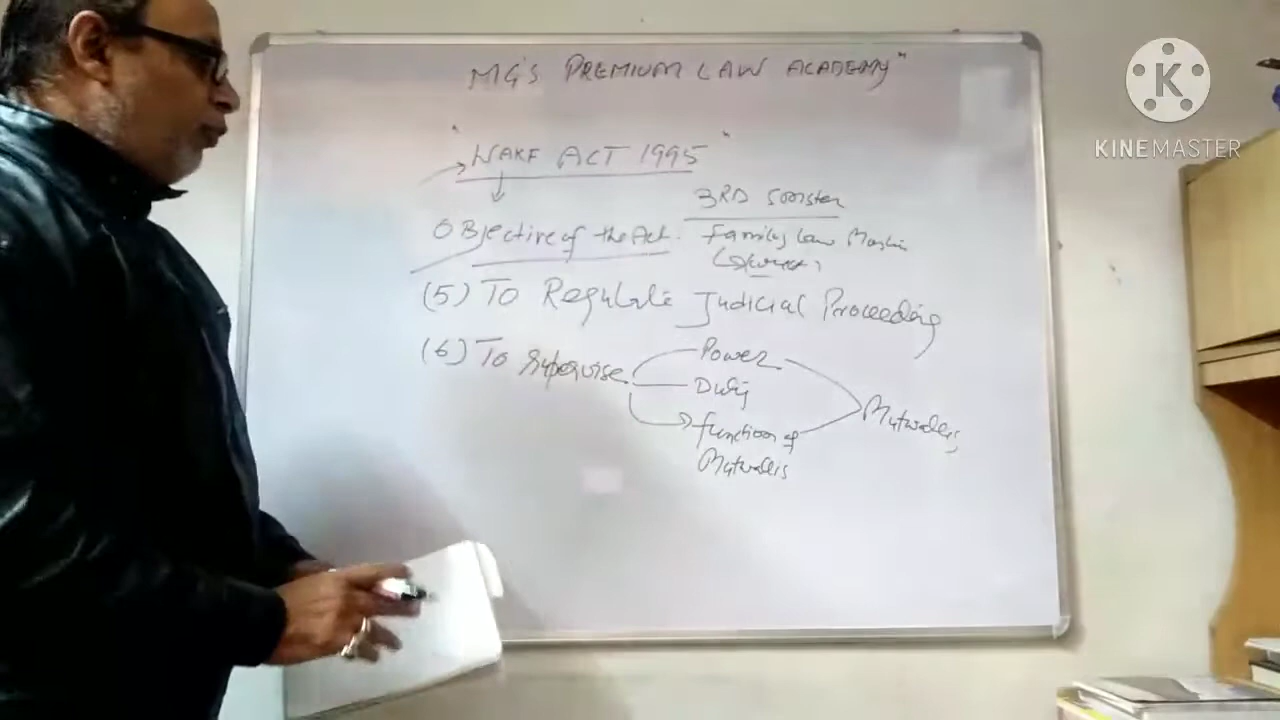 MG'S PREMIUM LAW ACADEMY"
"WAKF ACT 1995"
3RD
Objective of the Act.
Family Law
(5) To Regulate Judicial Proceeding
(6) To Supervise
Power
Duty
function of
Mutwallis
Mutwallis
K
KINEMASTER